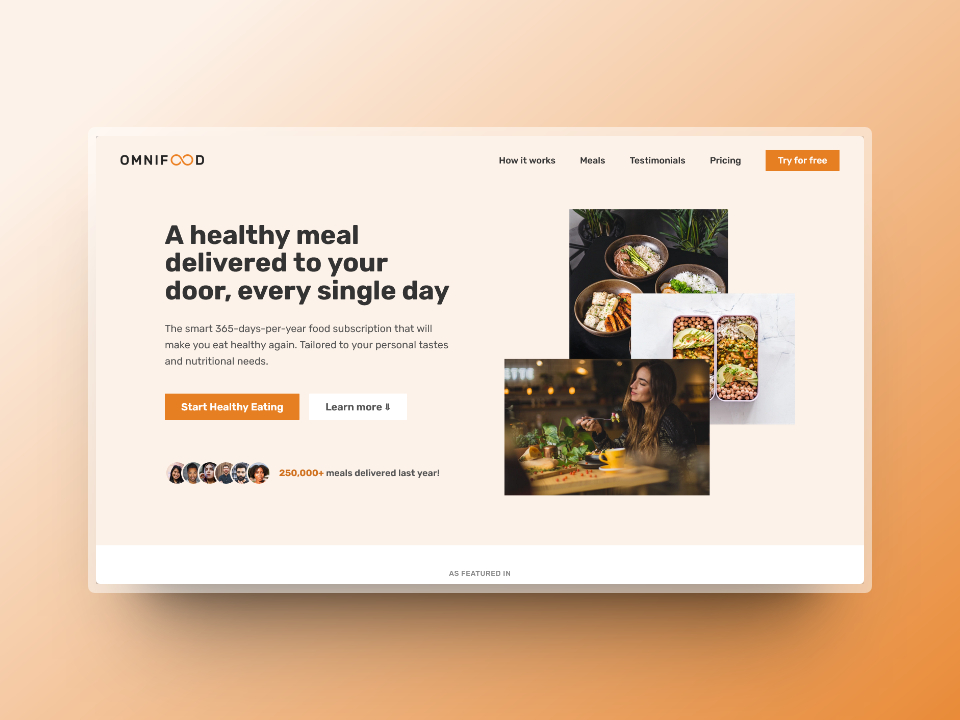 OMNIFOOD
How it works Meals Testimonials Pricing Try for free
A healthy meal
delivered to your
door, every single day
The smart 365-days-per-year food subscription that will
make you eat healthy again. Tailored to your personal tastes
and nutritional needs.
Start Healthy Eating Learn more ⇓
250,000+ meals delivered last year!
AS FEATURED IN